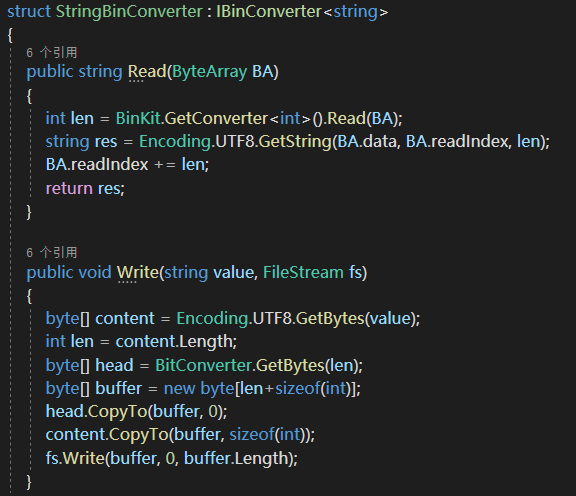 struct StringBinConverter : IBinConverter<string>
{
6 个引用
public string Read(ByteArray BA)
{
int len = BinKit.GetConverter<int>().Read(BA);
string res = Encoding.UTF8.GetString(BA.data, BA.readIndex, len);
BA.readIndex += len;
return res;
}
6 个引用
public void Write(string value, FileStream fs)
{
byte[] content = Encoding.UTF8.GetBytes(value);
int len = content.Length;
byte[] head = BitConverter.GetBytes(len);
byte[] buffer = new byte[len+sizeof(int)];
head.CopyTo(buffer, 0);
content.CopyTo(buffer, sizeof(int));
fs.Write(buffer, 0, buffer.Length);
}